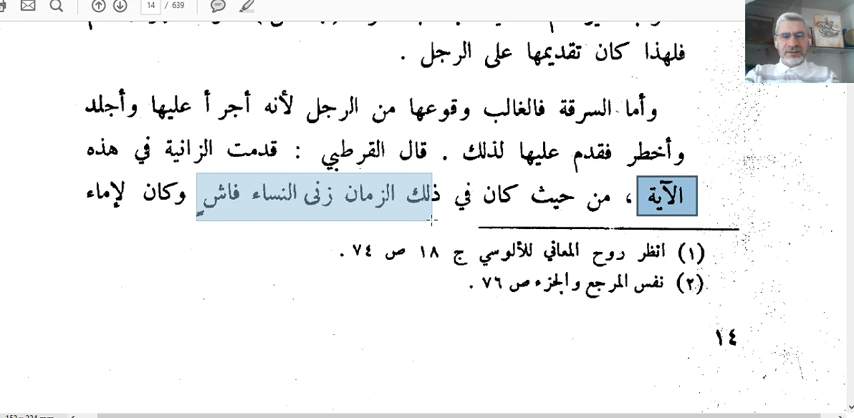 14 / 639
فلهذا كان تقديمها على الرجل .
وأما السرقة فالغالب وقوعها من الرجل لأنه أجرأ عليها وأجلد
وأخطر فقدم عليها لذلك . قال القرطبي : قدمت الزانية في هذه
الآية ، من حيث كان في ذلك الزمان زنى النساء فاش وكان لإماء
(١) انظر روح المعاني للألوسي ج ١٨ ص ٧٤ .
(٢) نفس المرجع والجزء ص ٧٦ .
١٤